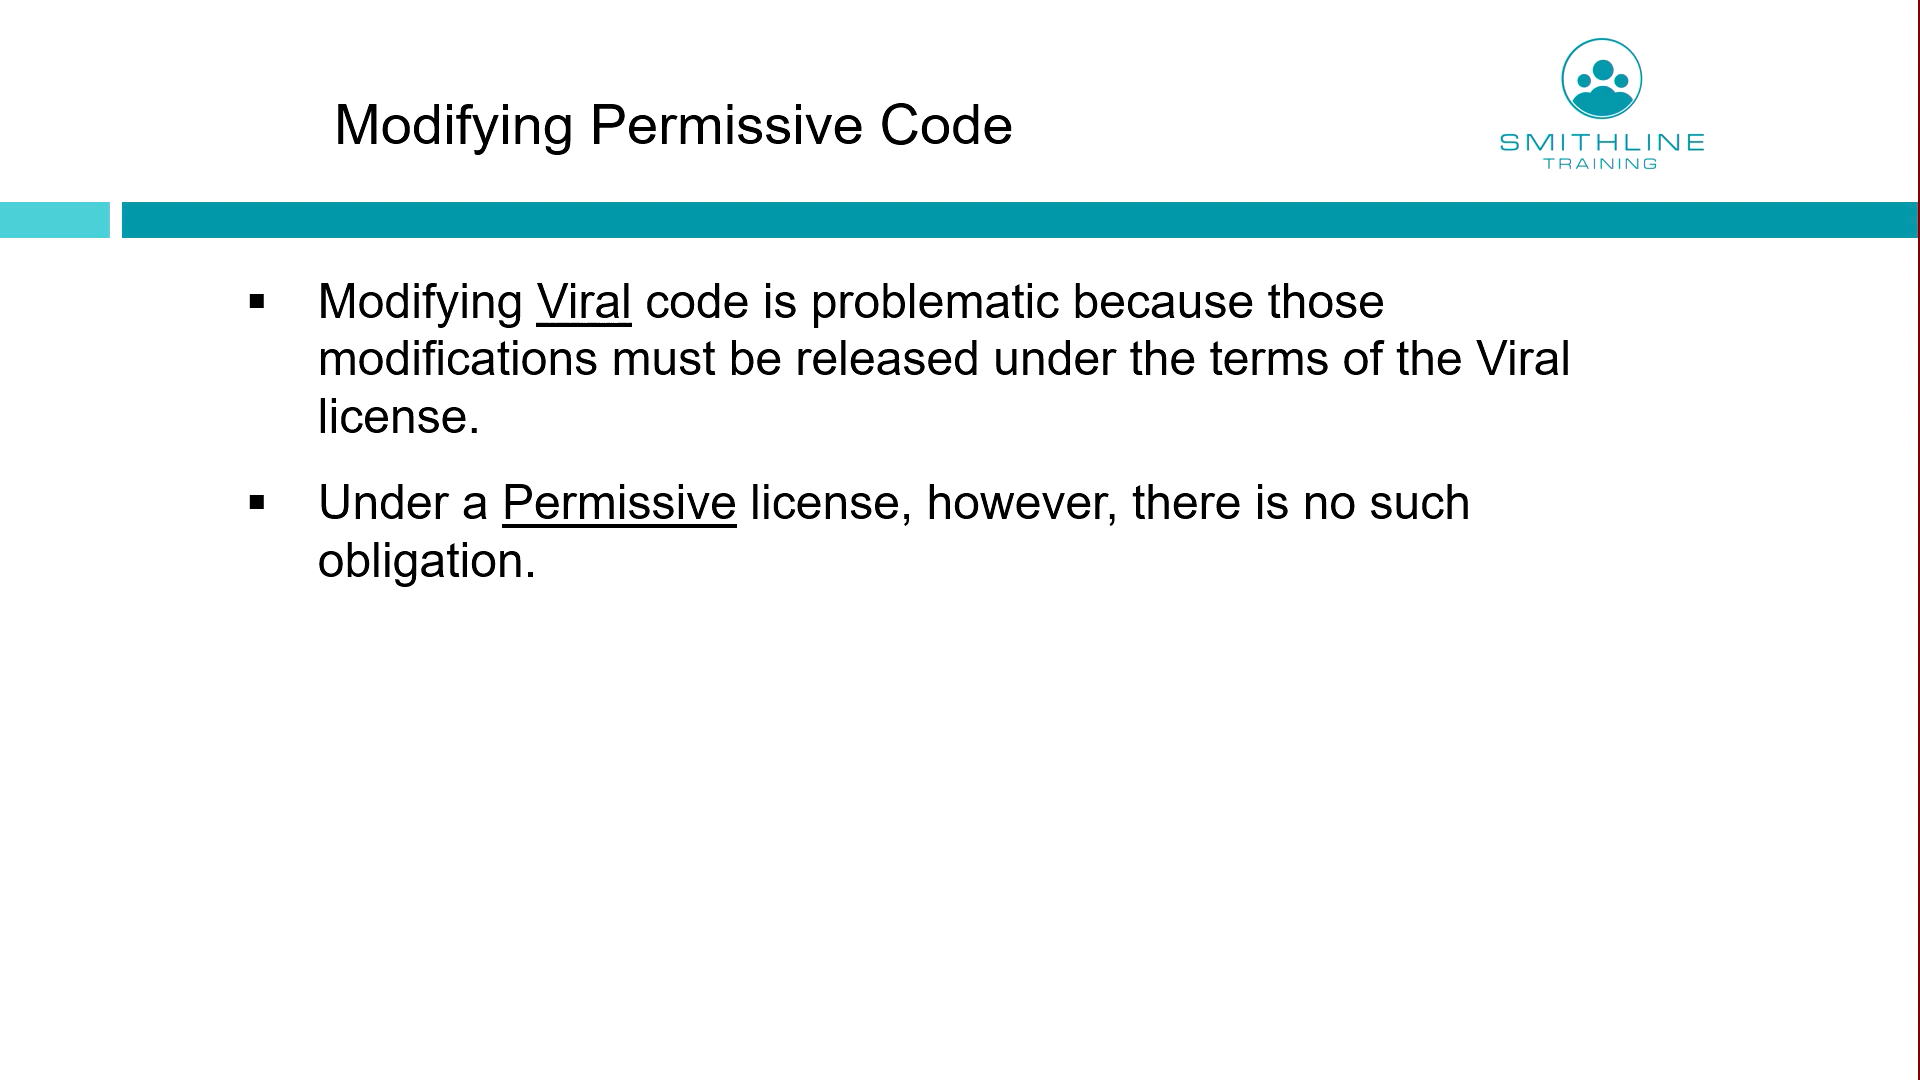 Modifying Permissive Code
SMITHLINE
TRAINING
▪ Modifying Viral code is problematic because those
modifications must be released under the terms of the Viral
license.
▪ Under a Permissive license, however, there is no such
obligation.